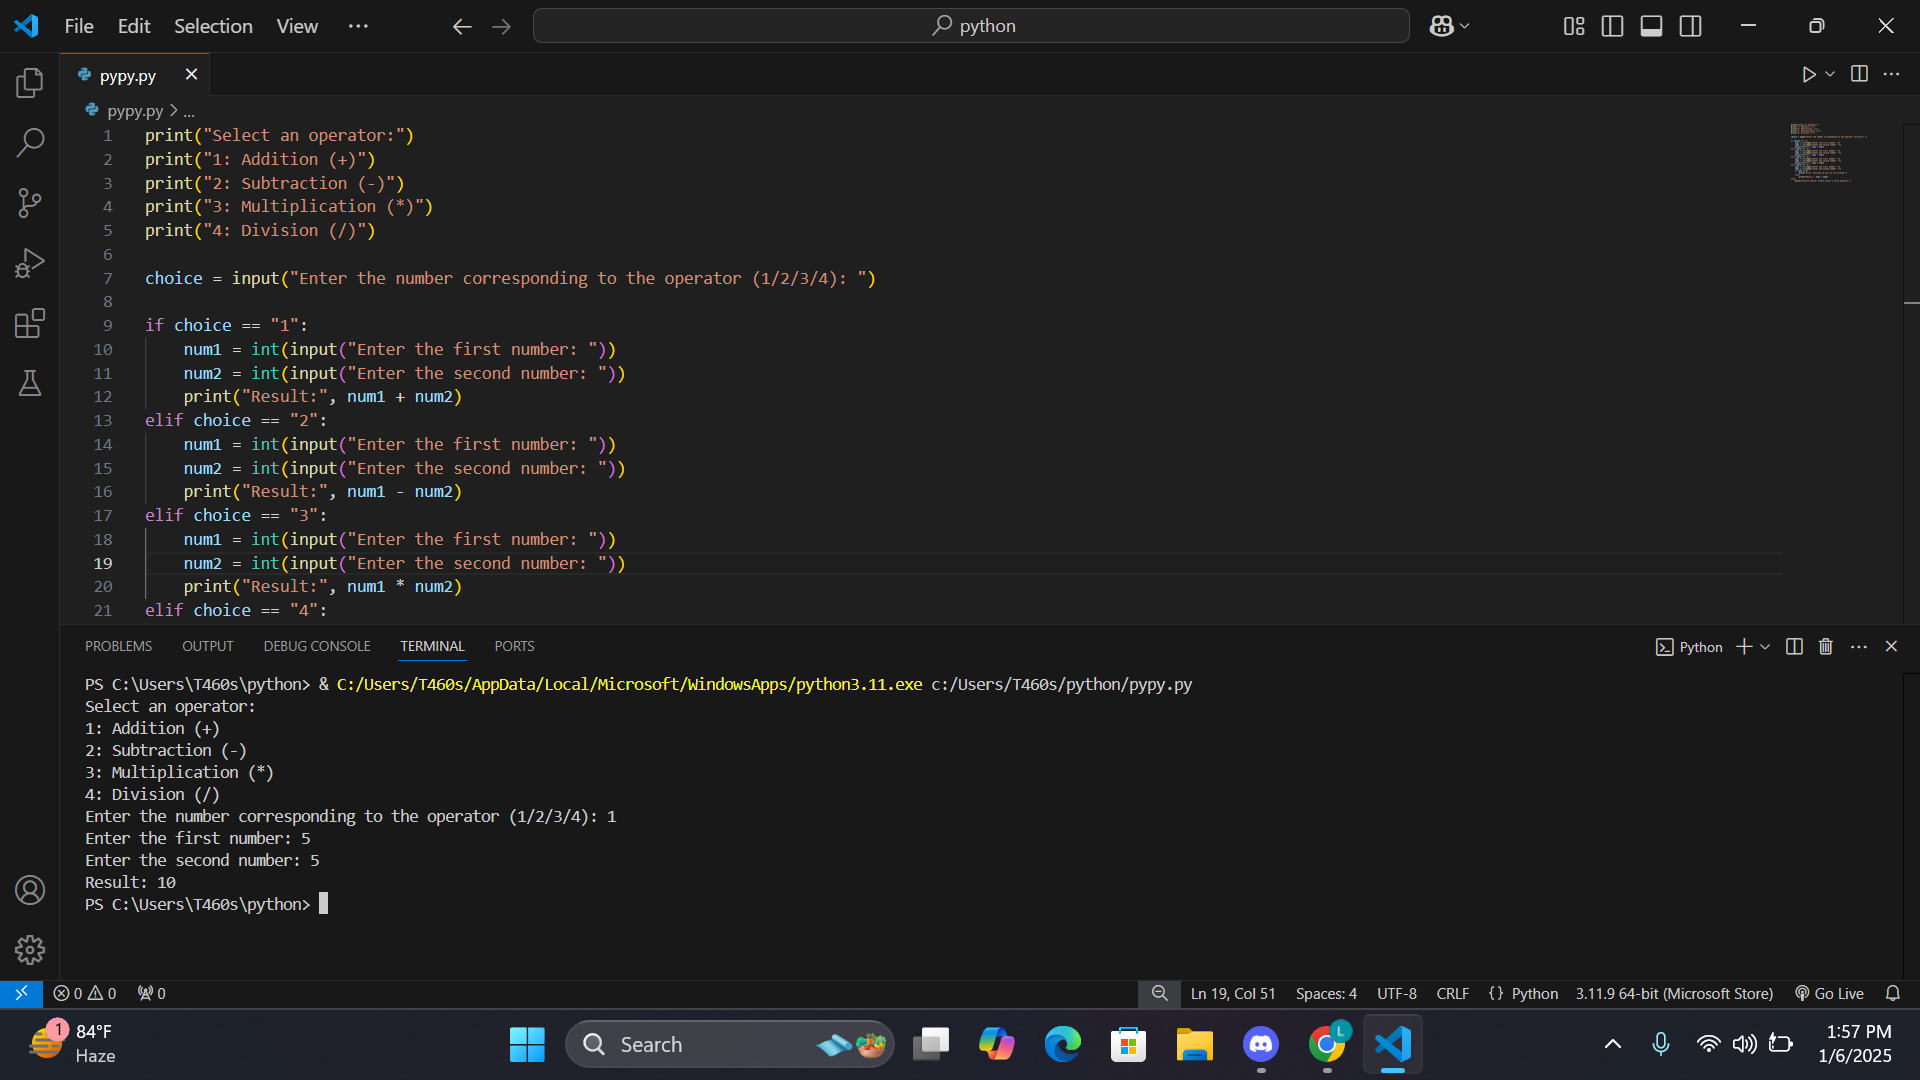 File Edit Selection View ...
python
pypy.py
pypy.py > ...
1 print("Select an operator:")
2 print("1: Addition (+)")
3 print("2: Subtraction (-)")
4 print("3: Multiplication (*)")
5 print("4: Division (/)")
6
7 choice = input("Enter the number corresponding to the operator (1/2/3/4): ")
8
9 if choice == "1":
10     num1 = int(input("Enter the first number: "))
11     num2 = int(input("Enter the second number: "))
12     print("Result:", num1 + num2)
13 elif choice == "2":
14     num1 = int(input("Enter the first number: "))
15     num2 = int(input("Enter the second number: "))
16     print("Result:", num1 - num2)
17 elif choice == "3":
18     num1 = int(input("Enter the first number: "))
19     num2 = int(input("Enter the second number: "))
20     print("Result:", num1 * num2)
21 elif choice == "4":
PROBLEMS OUTPUT DEBUG CONSOLE TERMINAL PORTS Python
PS C:\Users\T460s\python> & C:/Users/T460s/AppData/Local/Microsoft/WindowsApps/python3.11.exe c:/Users/T460s/python/pypy.py
Select an operator:
1: Addition (+)
2: Subtraction (-)
3: Multiplication (*)
4: Division (/)
Enter the number corresponding to the operator (1/2/3/4): 1
Enter the first number: 5
Enter the second number: 5
Result: 10
PS C:\Users\T460s\python>
0 0 0 Ln 19, Col 51 Spaces: 4 UTF-8 CRLF {} Python 3.11.9 64-bit (Microsoft Store) Go Live
1 84°F
Haze
Search
L
1:57 PM
1/6/2025